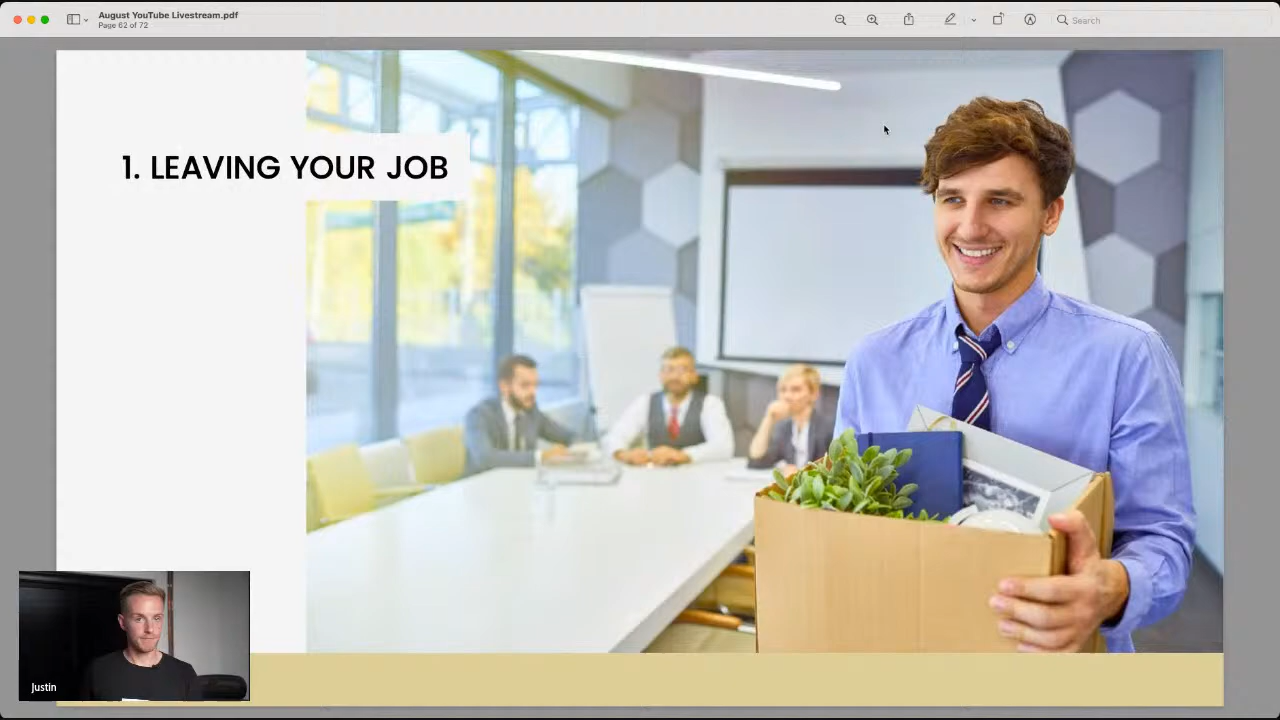 August YouTube Livestream.pdf
Page 62 of 72
Search
1. LEAVING YOUR JOB
Justin